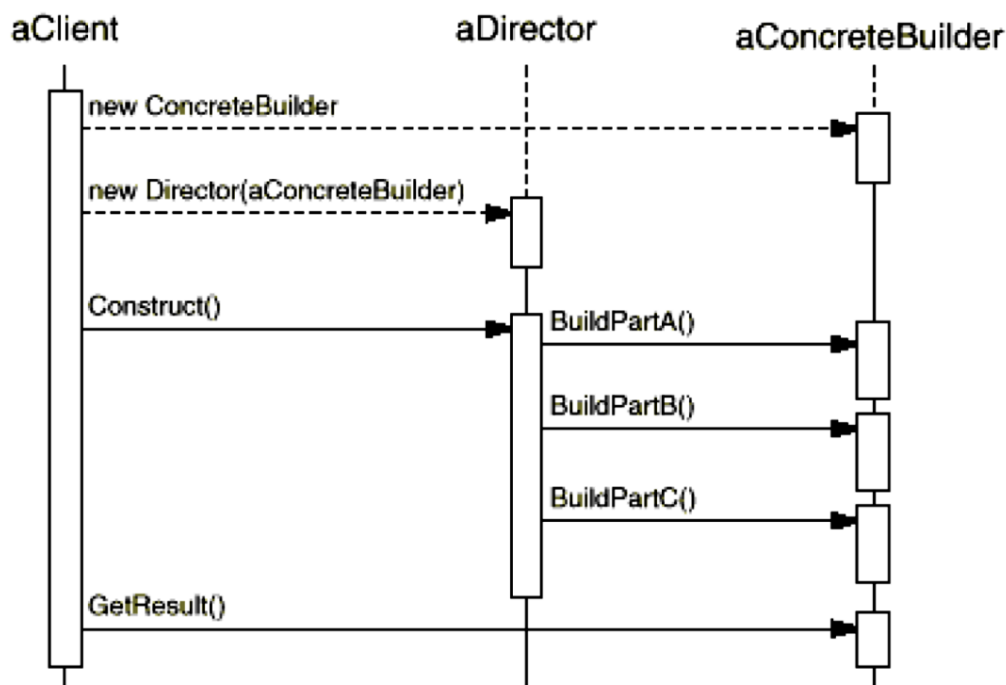 aClient
aDirector
aConcreteBuilder
new ConcreteBuilder
new Director(aConcreteBuilder)
Construct()
BuildPartA()
BuildPartB()
BuildPartC()
GetResult()